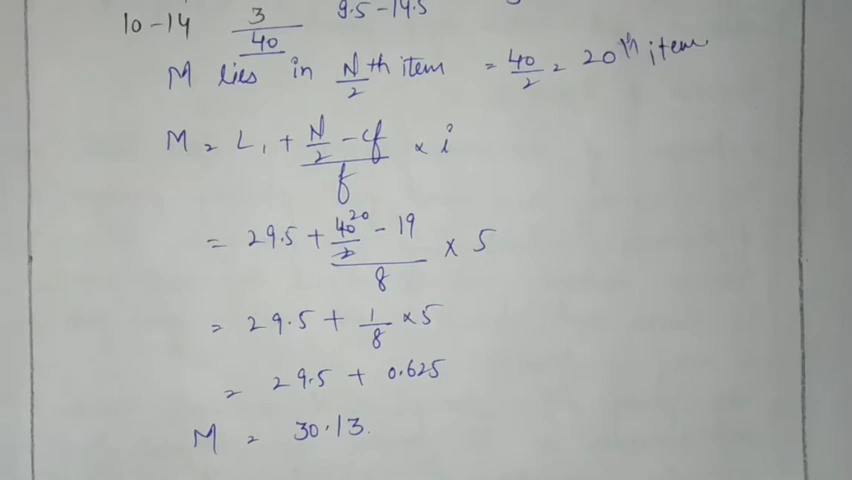 10-14 3 9.5-14.5
40
M lies in N/2 th item = 40/2 = 20th item
M = L1 + (N/2 - cf)/f × i
= 29.5 + (40/2 20 - 19)/8 × 5
= 29.5 + 1/8 × 5
= 29.5 + 0.625
M = 30.13.